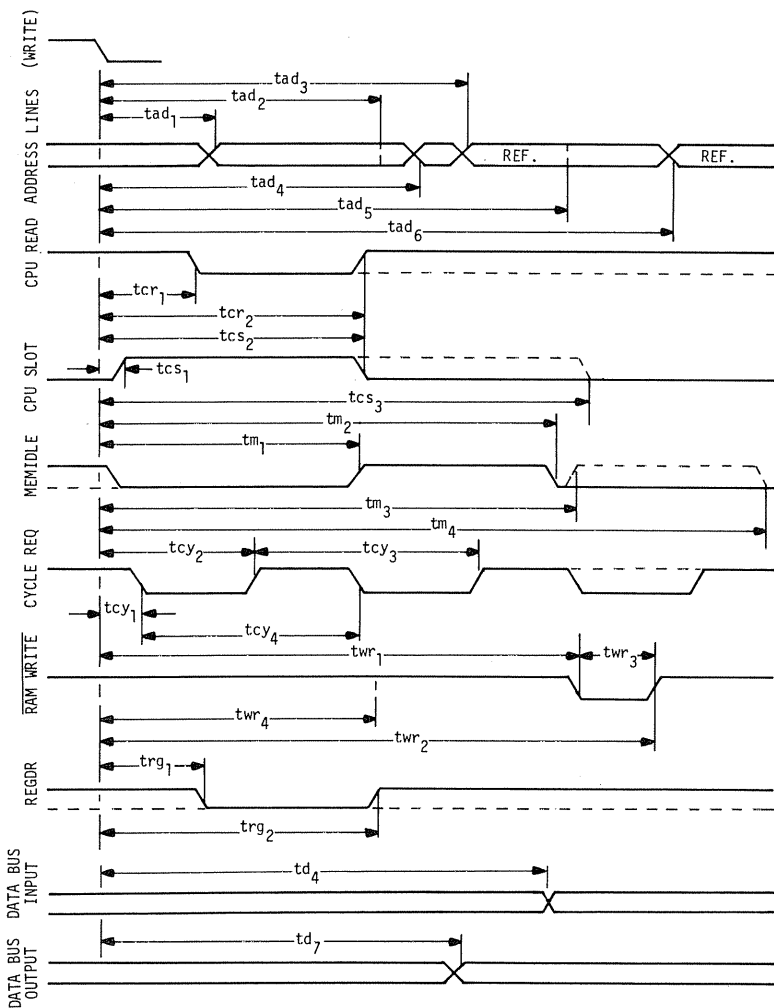 (WRITE)
tad3
tad2
tad1
ADDRESS LINES
REF.
REF.
tad4
tad5
tad6
CPU READ
tcr1
tcr2
tcs2
CPU SLOT
tcs1
tcs3
tm2
tm1
MEMIDLE
tm3
tm4
tcy2
tcy3
CYCLE REQ
tcy1
tcy4
twr1
twr3
RAM WRITE
twr4
twr2
trg1
REGDR
trg2
td4
DATA BUS
INPUT
td7
DATA BUS
OUTPUT